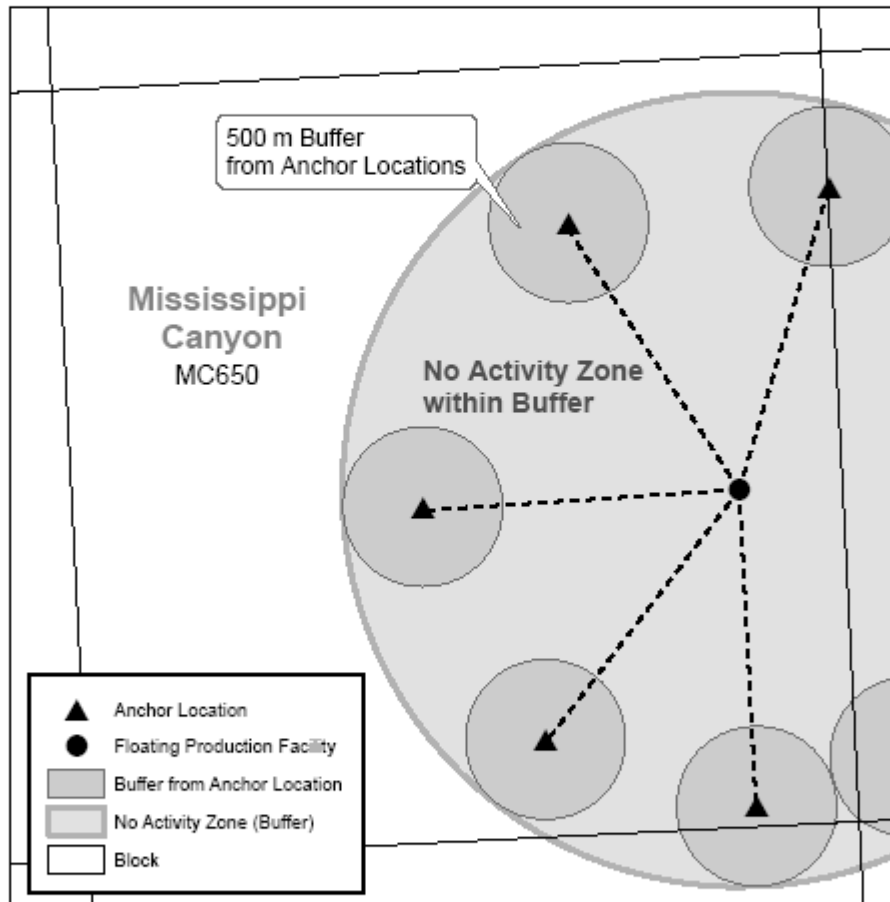 500 m Buffer
from Anchor Locations
Mississippi
Canyon
MC650
No Activity Zone
within Buffer
Anchor Location
Floating Production Facility
Buffer from Anchor Location
No Activity Zone (Buffer)
Block